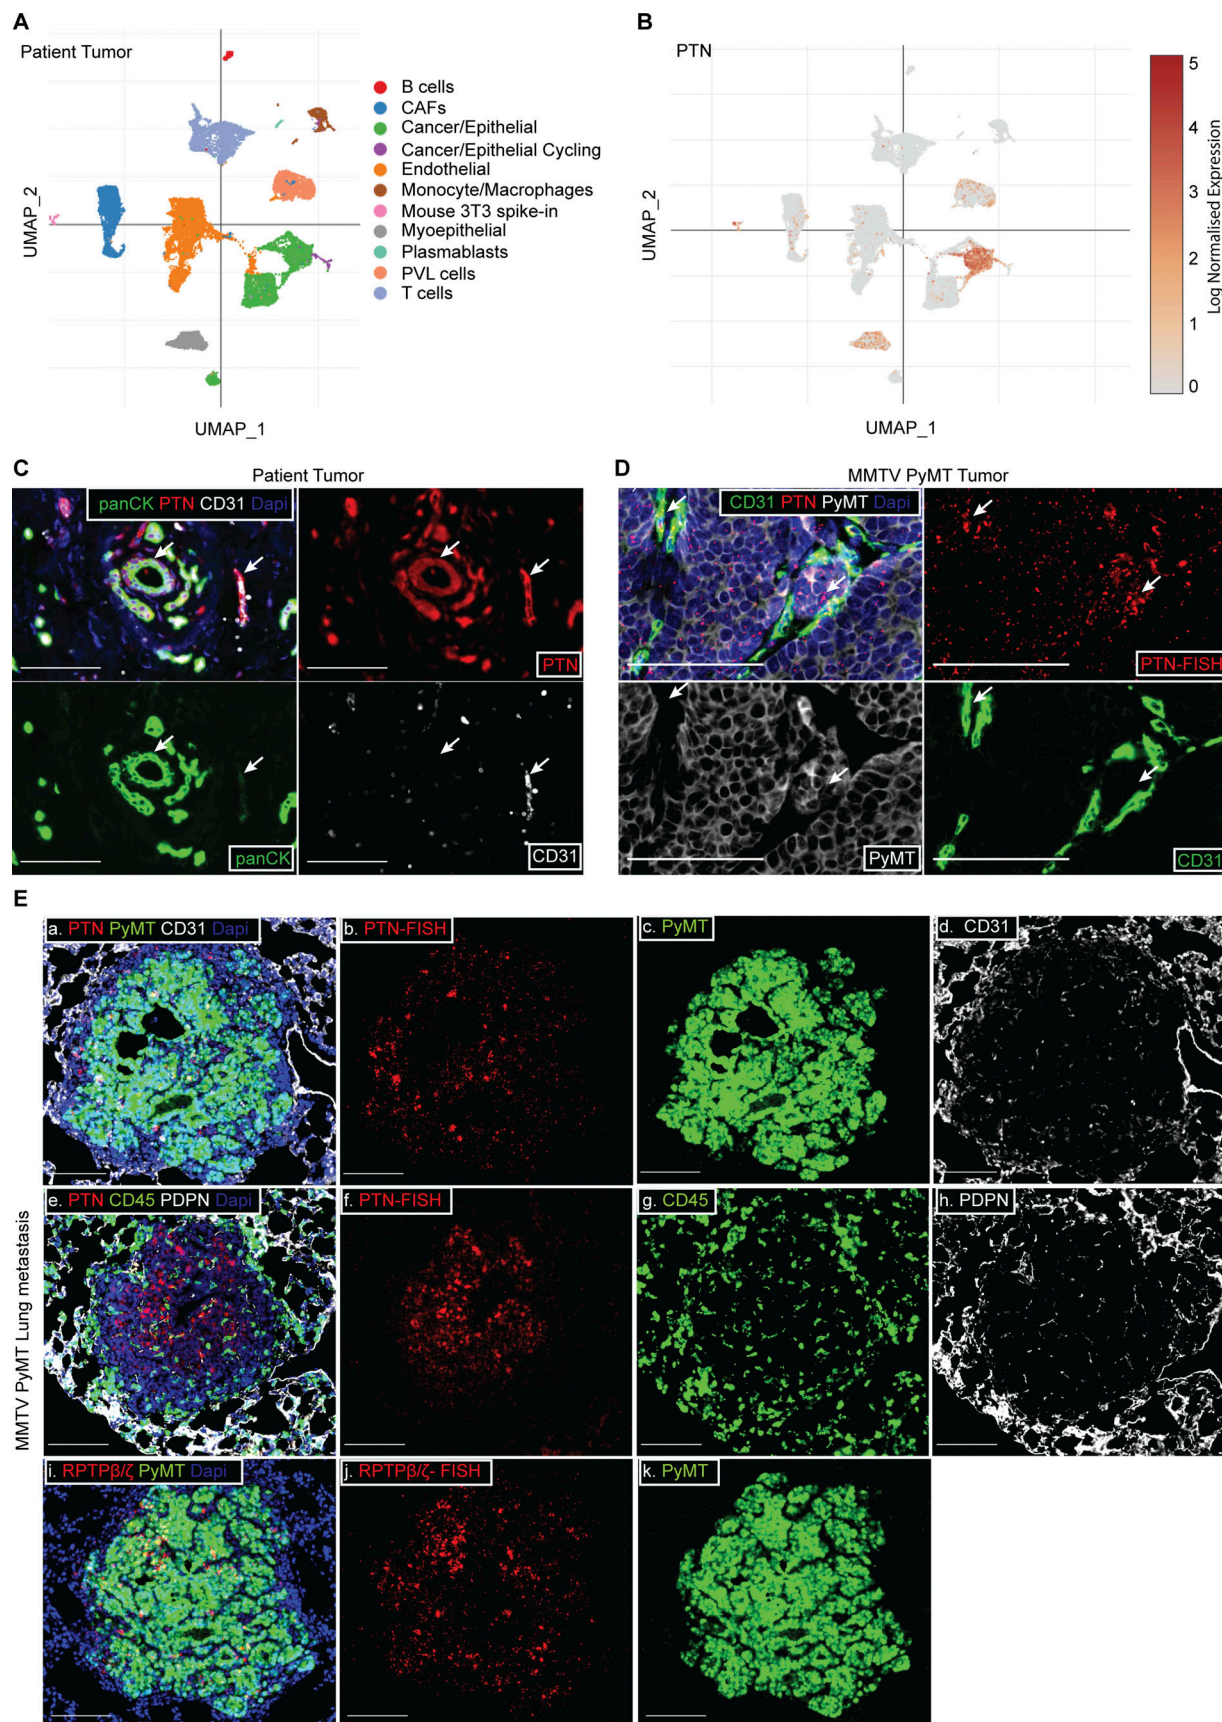 A
Patient Tumor
UMAP_2
UMAP_1
B cells
CAFs
Cancer/Epithelial
Cancer/Epithelial Cycling
Endothelial
Monocyte/Macrophages
Mouse 3T3 spike-in
Myoepithelial
Plasmablasts
PVL cells
T cells
B
PTN
UMAP_2
UMAP_1
5
4
3
2
1
0
Log Normalised Expression
C
Patient Tumor
panCK PTN CD31 Dapi
PTN
panCK
CD31
D
MMTV PyMT Tumor
CD31 PTN PyMT Dapi
PTN-FISH
PyMT
CD31
E
MMTV PyMT Lung metastasis
a. PTN PyMT CD31 Dapi
b. PTN-FISH
c. PyMT
d. CD31
e. PTN CD45 PDPN Dapi
f. PTN-FISH
g. CD45
h. PDPN
i. RPTPβ/ζ PyMT Dapi
j. RPTPβ/ζ- FISH
k. PyMT